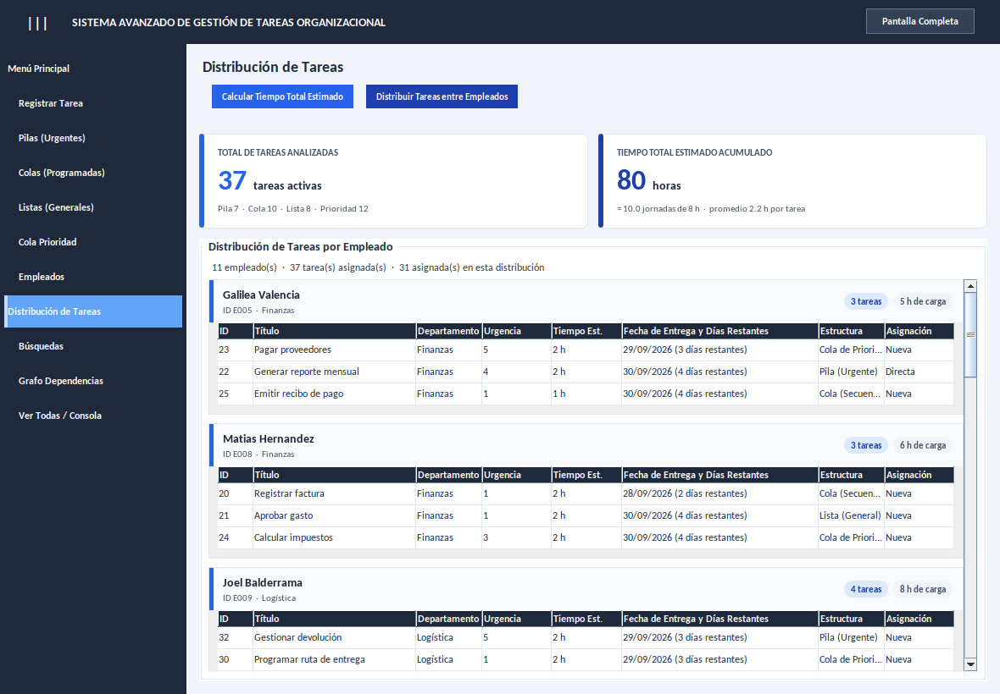 ||| SISTEMA AVANZADO DE GESTIÓN DE TAREAS ORGANIZACIONAL Pantalla Completa
Menú Principal
Registrar Tarea
Pilas (Urgentes)
Colas (Programadas)
Listas (Generales)
Cola Prioridad
Empleados
Distribución de Tareas
Búsquedas
Grafo Dependencias
Ver Todas / Consola
Distribución de Tareas
Calcular Tiempo Total Estimado Distribuir Tareas entre Empleados
TOTAL DE TAREAS ANALIZADAS
37 tareas activas
Pila 7 · Cola 10 · Lista 8 · Prioridad 12
TIEMPO TOTAL ESTIMADO ACUMULADO
80 horas
= 10.0 jornadas de 8 h · promedio 2.2 h por tarea
Distribución de Tareas por Empleado
11 empleado(s) · 37 tarea(s) asignada(s) · 31 asignada(s) en esta distribución
Galilea Valencia
ID E005 · Finanzas
3 tareas 5 h de carga
ID Título Departamento Urgencia Tiempo Est. Fecha de Entrega y Días Restantes Estructura Asignación
23 Pagar proveedores Finanzas 5 2 h 29/09/2026 (3 días restantes) Cola de Priori... Nueva
22 Generar reporte mensual Finanzas 4 2 h 30/09/2026 (4 días restantes) Pila (Urgente) Directa
25 Emitir recibo de pago Finanzas 1 1 h 30/09/2026 (4 días restantes) Cola (Secuen... Nueva
Matias Hernandez
ID E008 · Finanzas
3 tareas 6 h de carga
ID Título Departamento Urgencia Tiempo Est. Fecha de Entrega y Días Restantes Estructura Asignación
20 Registrar factura Finanzas 1 2 h 28/09/2026 (2 días restantes) Cola (Secuen... Nueva
21 Aprobar gasto Finanzas 1 2 h 30/09/2026 (4 días restantes) Lista (General) Nueva
24 Calcular impuestos Finanzas 3 2 h 30/09/2026 (4 días restantes) Cola de Priori... Nueva
Joel Balderrama
ID E009 · Logística
4 tareas 8 h de carga
ID Título Departamento Urgencia Tiempo Est. Fecha de Entrega y Días Restantes Estructura Asignación
32 Gestionar devolución Logística 5 2 h 29/09/2026 (3 días restantes) Pila (Urgente) Nueva
30 Programar ruta de entrega Logística 1 2 h 29/09/2026 (3 días restantes) Cola de Priori... Nueva